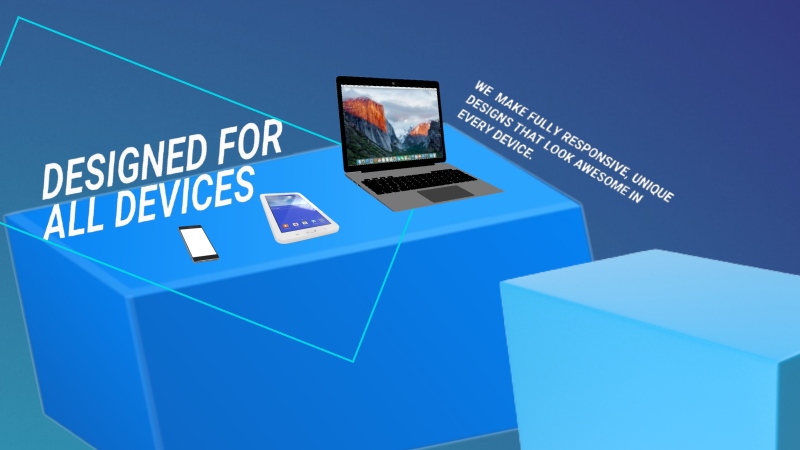 DESIGNED FOR
ALL DEVICES
WE MAKE FULLY RESPONSIVE, UNIQUE
DESIGNS THAT LOOK AWESOME IN
EVERY DEVICE.